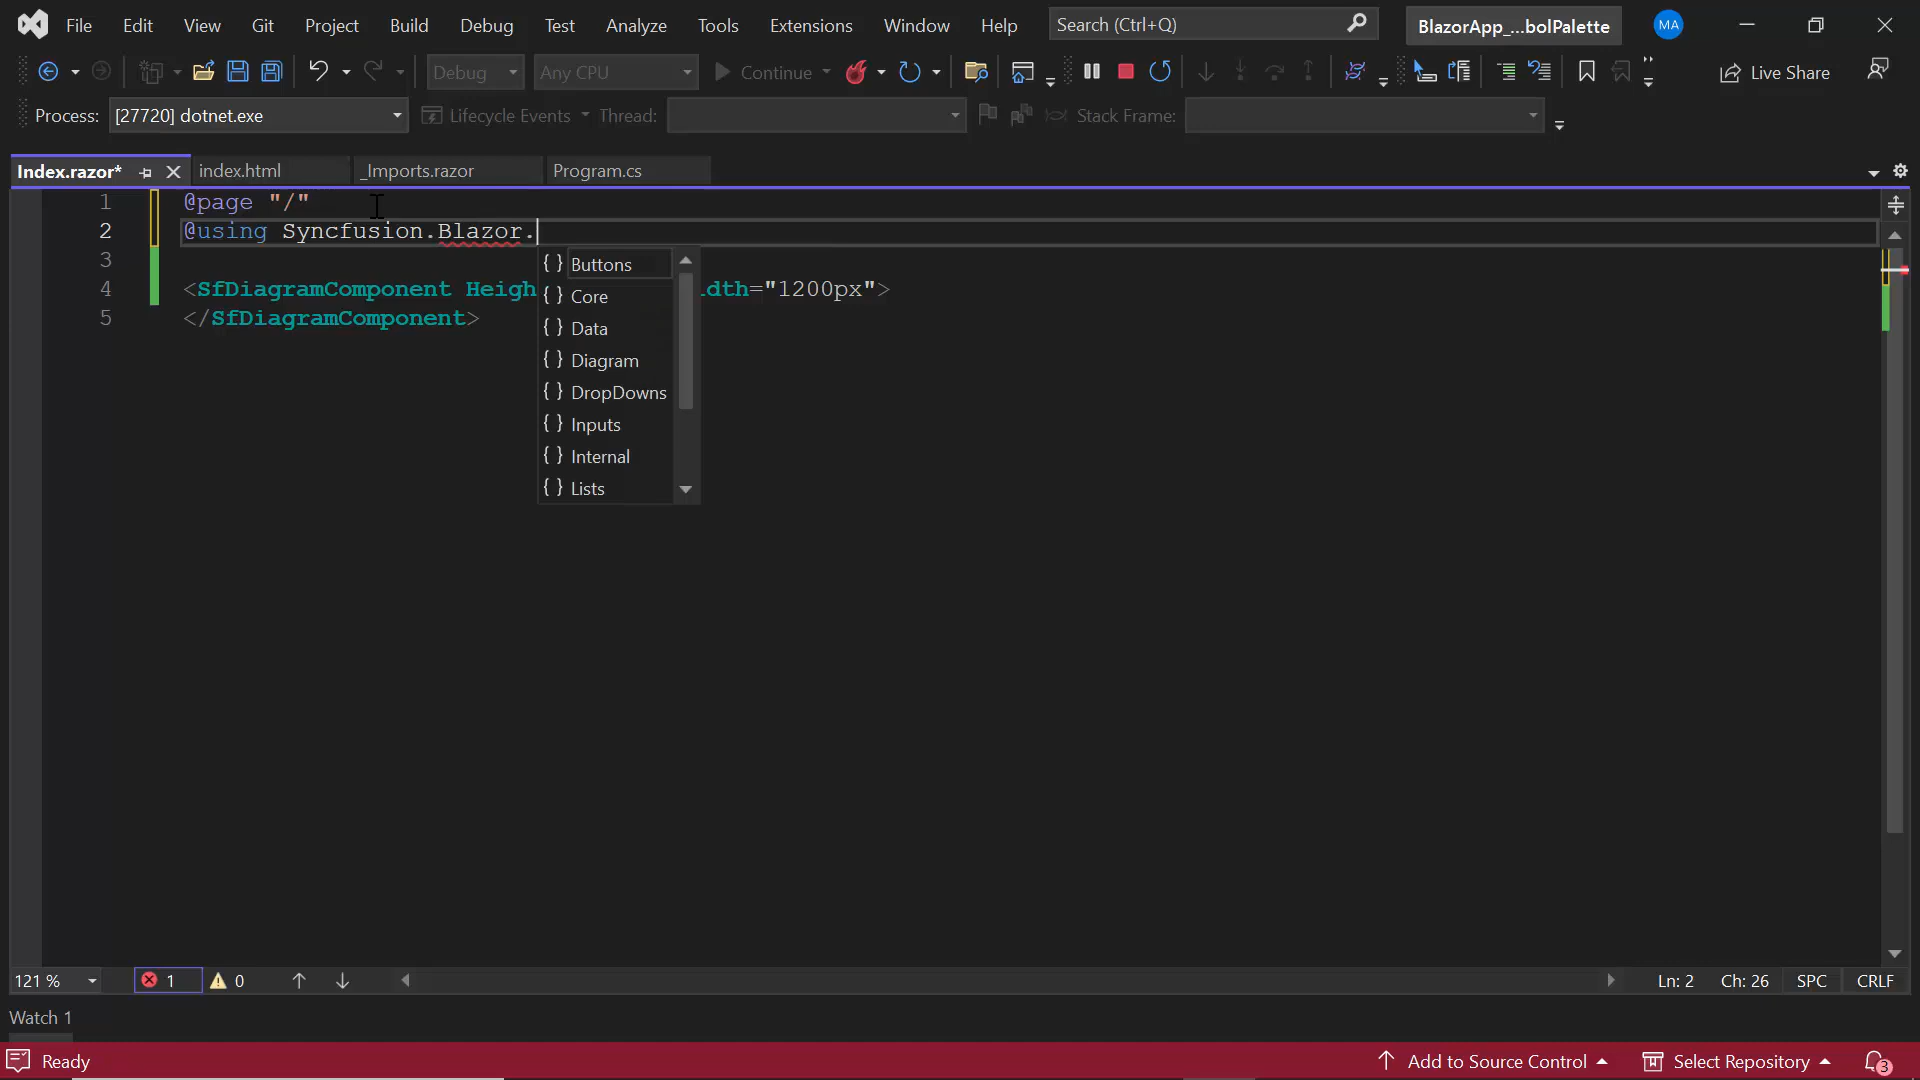 File Edit View Git Project Build Debug Test Analyze Tools Extensions Window Help Search (Ctrl+Q) BlazorApp_...bolPalette MA
Debug Any CPU Continue Live Share
Process: [27720] dotnet.exe Lifecycle Events Thread: Stack Frame:
Index.razor* index.html _Imports.razor Program.cs
1 @page "/"
2 @using Syncfusion.Blazor.
3
4 <SfDiagramComponent Heigh dth="1200px">
5 </SfDiagramComponent>
{ } Buttons
{ } Core
{ } Data
{ } Diagram
{ } DropDowns
{ } Inputs
{ } Internal
{ } Lists
121 % 1 0 Ln: 2 Ch: 26 SPC CRLF
Watch 1
Ready Add to Source Control Select Repository 3